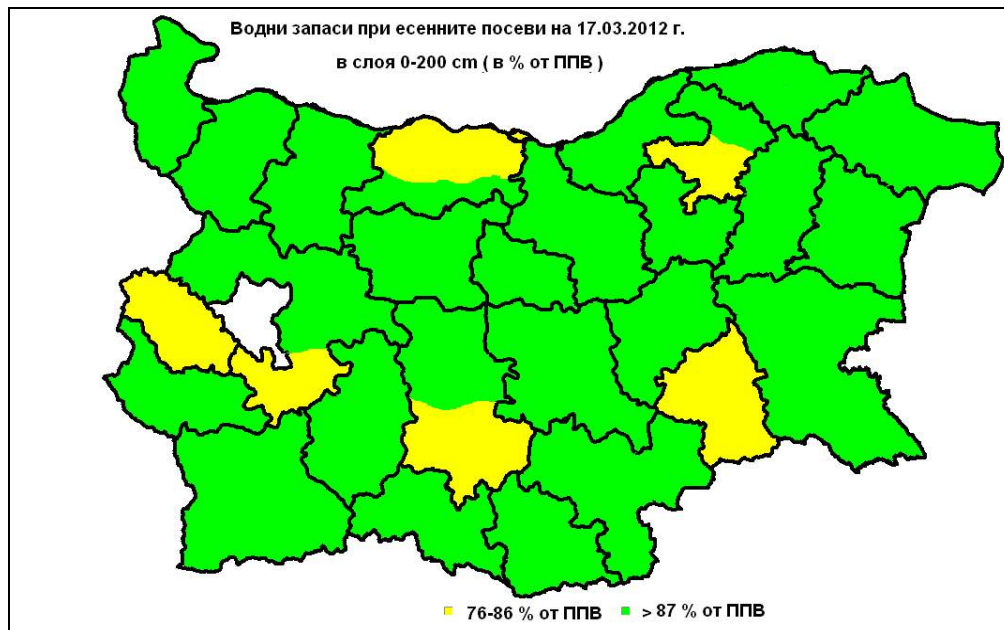 Водни запаси при есенните посеви на 17.03.2012 г.
в слоя 0-200 cm ( в % от ППВ )
76-86 % от ППВ > 87 % от ППВ